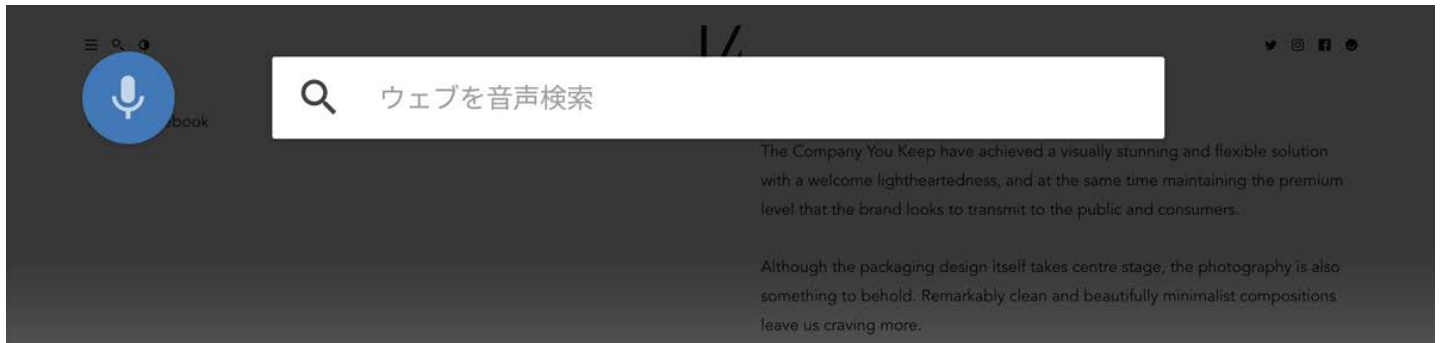 ウェブを音声検索
ebook
The Company You Keep have achieved a visually stunning and flexible solution
with a welcome lightheartedness, and at the same time maintaining the premium
level that the brand looks to transmit to the public and consumers.
Although the packaging design itself takes centre stage, the photography is also
something to behold. Remarkably clean and beautifully minimalist compositions
leave us craving more.